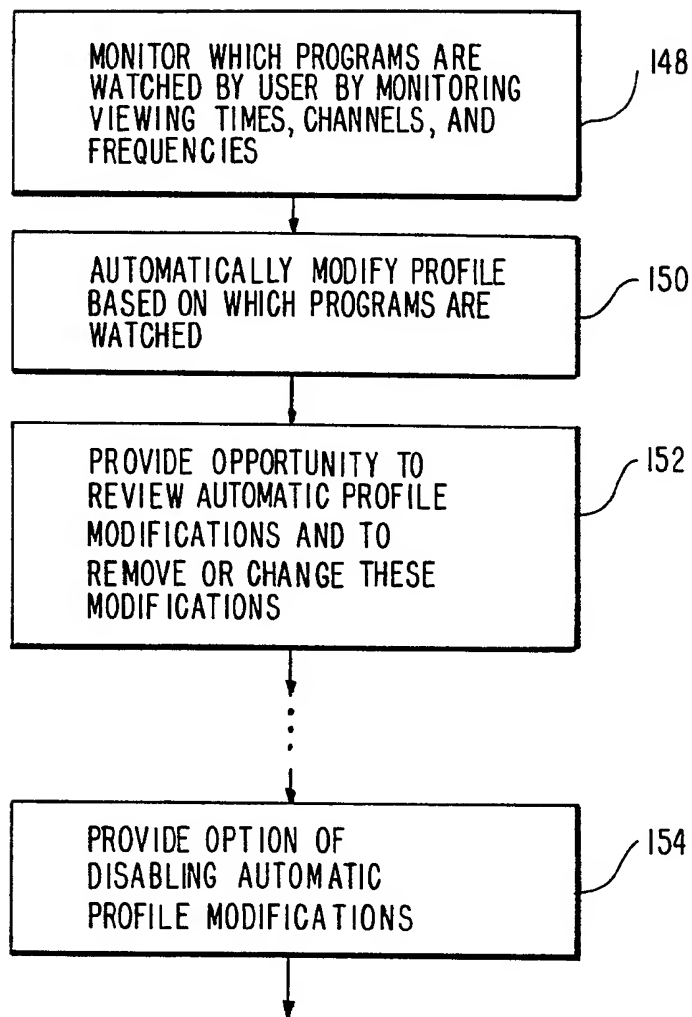 MONITOR WHICH PROGRAMS ARE
WATCHED BY USER BY MONITORING
VIEWING TIMES, CHANNELS, AND
FREQUENCIES
148
AUTOMATICALLY MODIFY PROFILE
BASED ON WHICH PROGRAMS ARE
WATCHED
150
PROVIDE OPPORTUNITY TO
REVIEW AUTOMATIC PROFILE
MODIFICATIONS AND TO
REMOVE OR CHANGE THESE
MODIFICATIONS
152
PROVIDE OPTION OF
DISABLING AUTOMATIC
PROFILE MODIFICATIONS
154